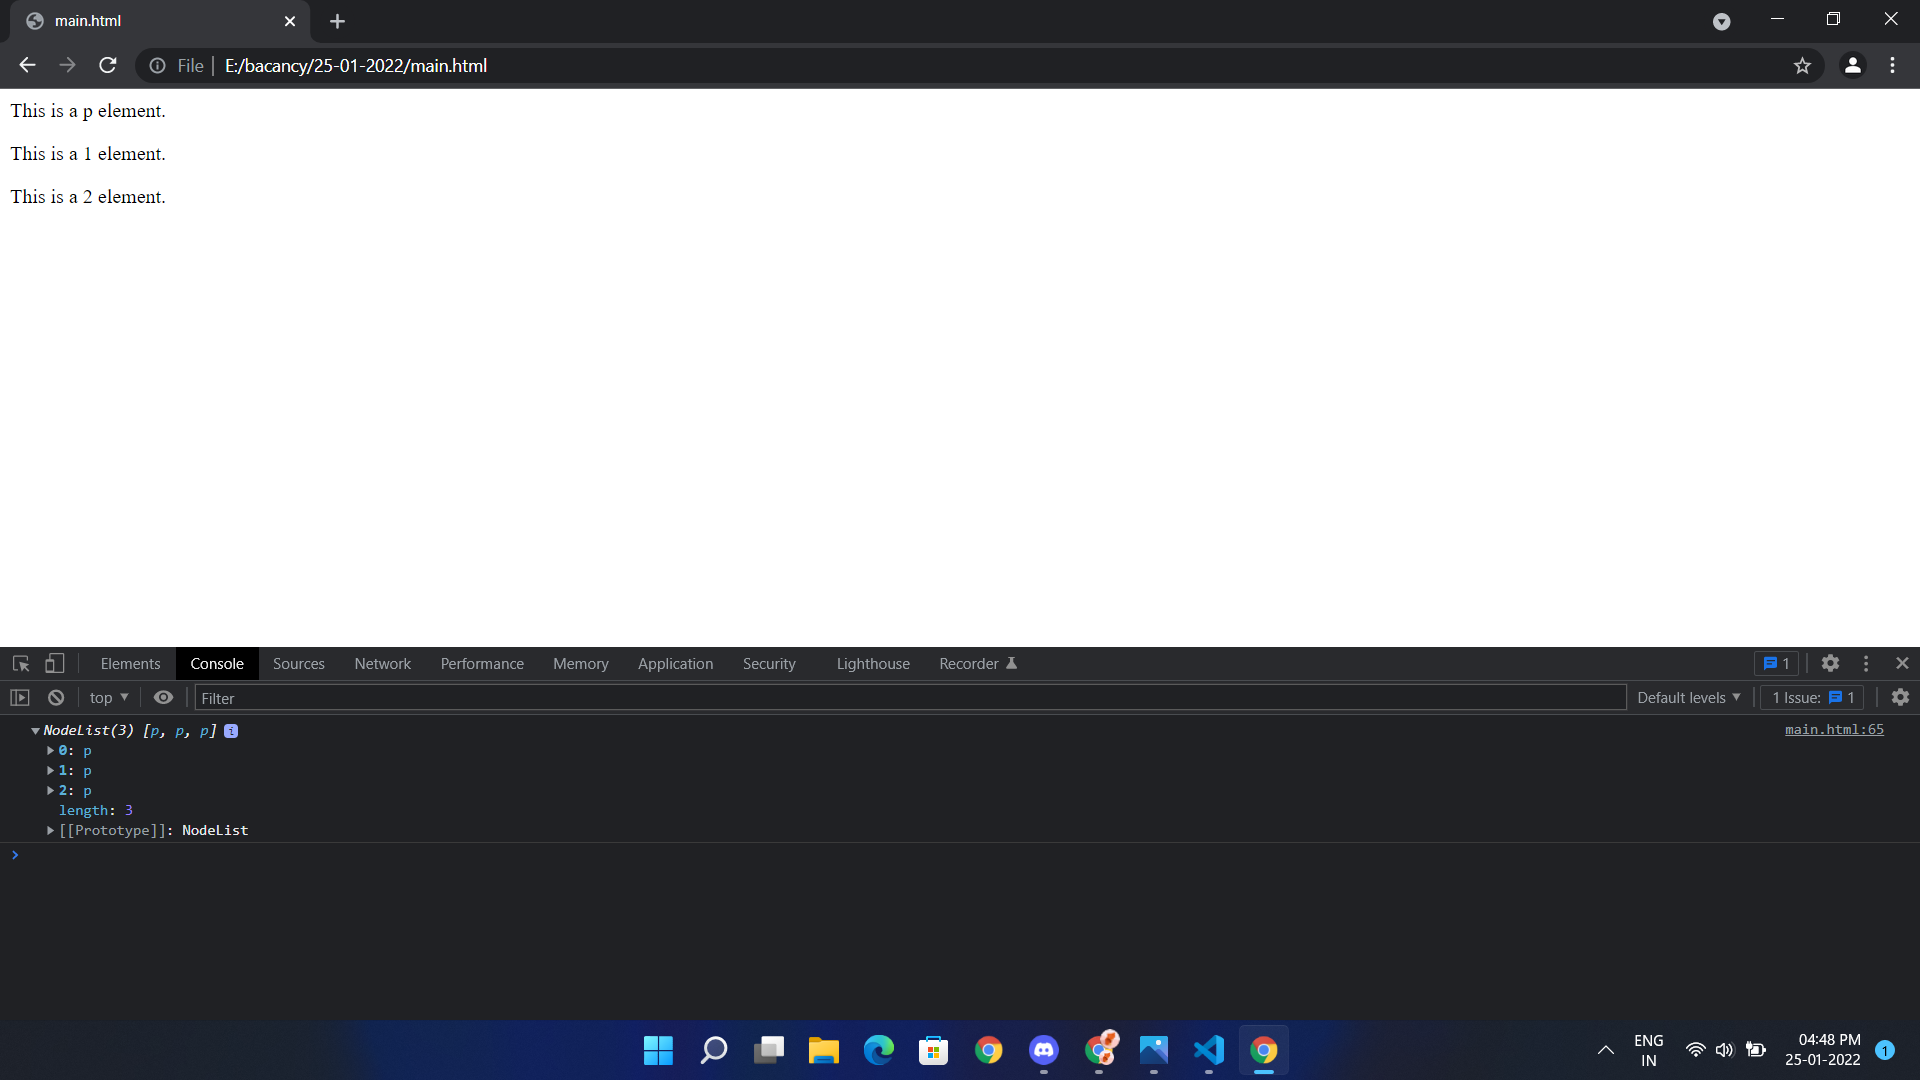 main.html
File E:/bacancy/25-01-2022/main.html
This is a p element.
This is a 1 element.
This is a 2 element.
Elements Console Sources Network Performance Memory Application Security Lighthouse Recorder 1
top Filter Default levels 1 Issue: 1
NodeList(3) [p, p, p] i main.html:65
0: p
1: p
2: p
length: 3
[[Prototype]]: NodeList
ENG 04:48 PM
IN 25-01-2022 1